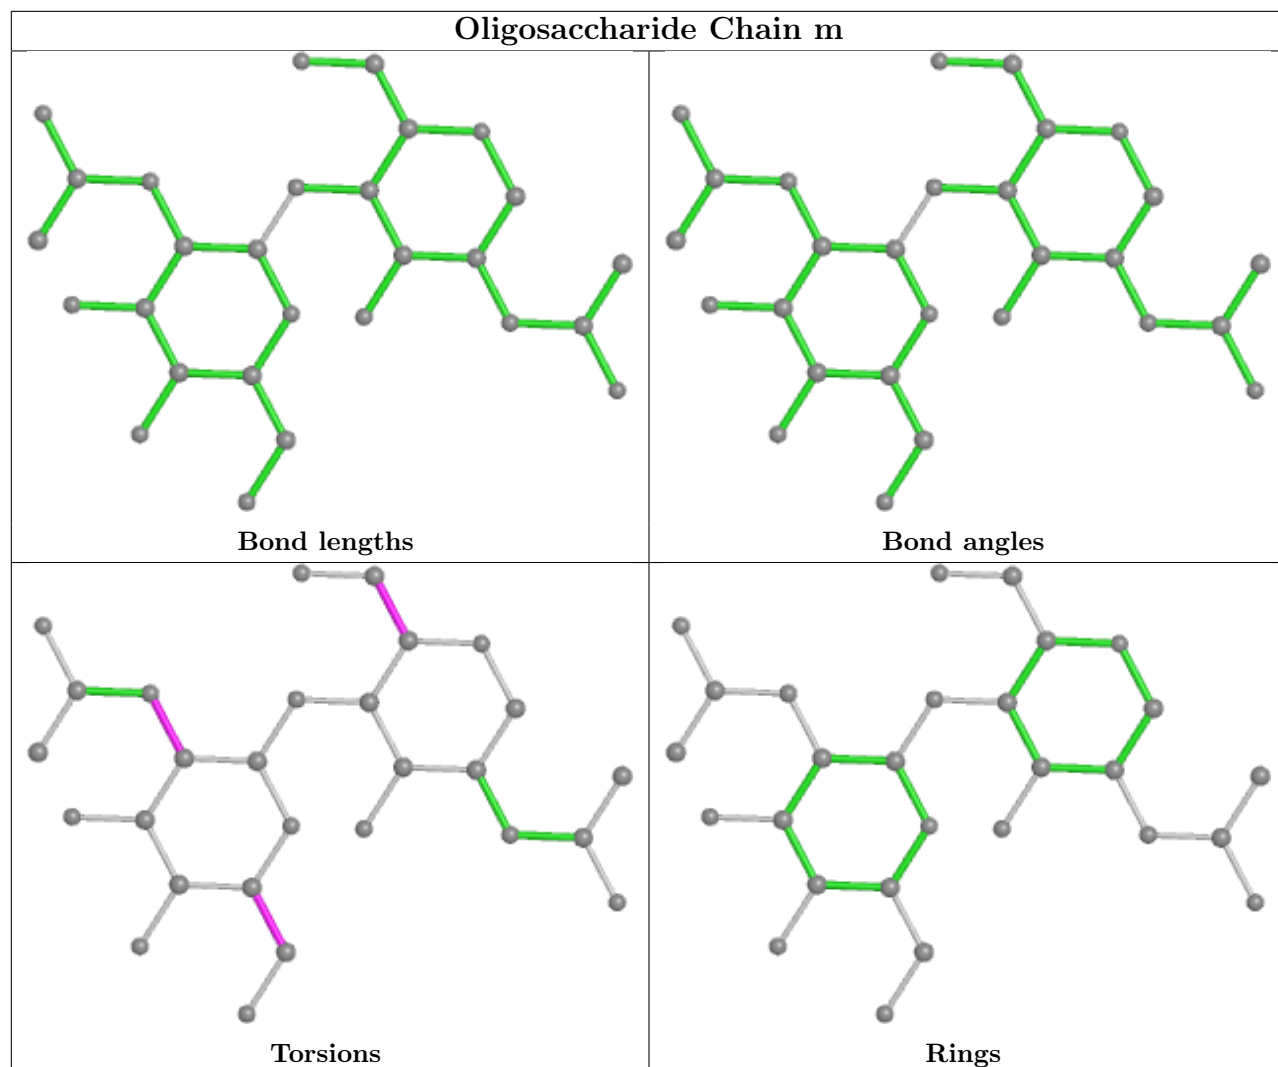 Oligosaccharide Chain m
Bond lengths
Bond angles
Torsions
Rings